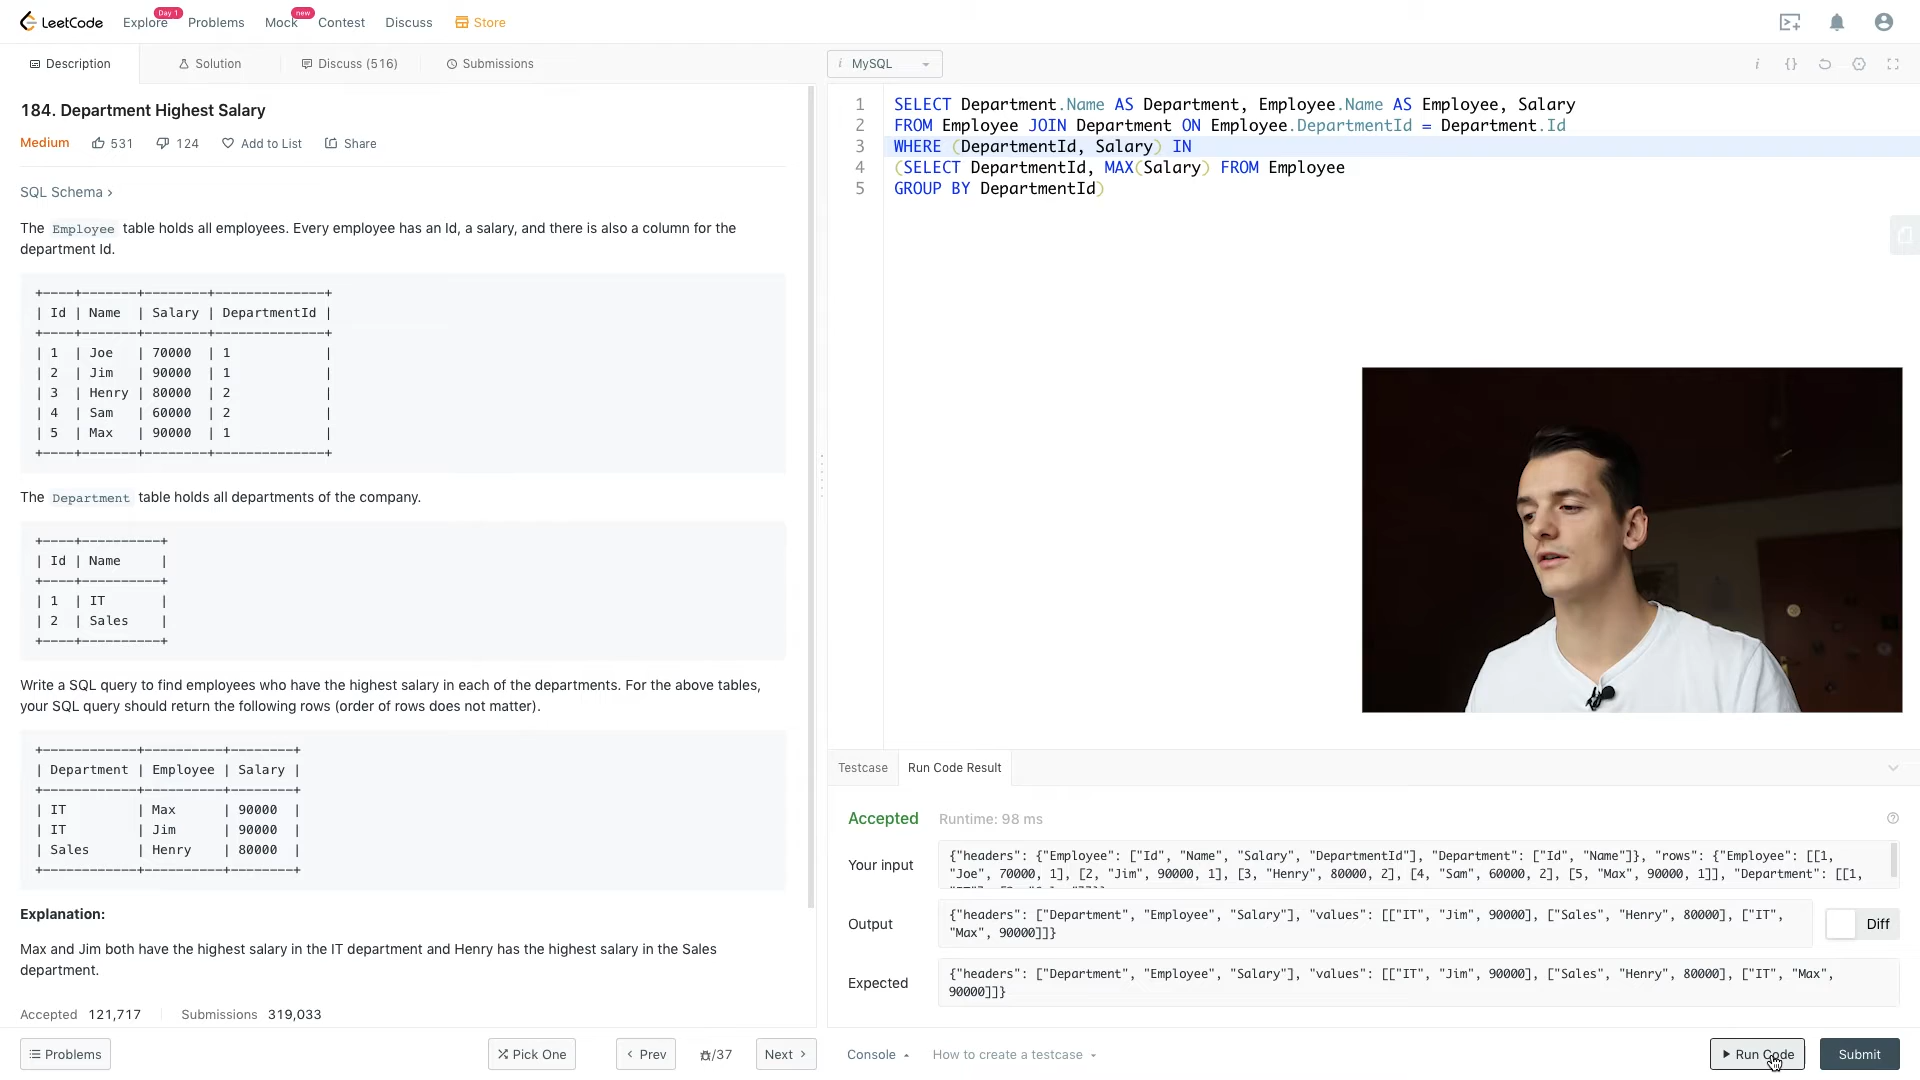 LeetCode
Explore Day 1 Problems Mock new Contest Discuss Store
Description Solution Discuss (516) Submissions
184. Department Highest Salary
Medium 531 124 Add to List Share
SQL Schema >
The Employee table holds all employees. Every employee has an Id, a salary, and there is also a column for the
department Id.
+----+-------+--------+--------------+
| Id | Name  | Salary | DepartmentId |
+----+-------+--------+--------------+
| 1  | Joe   | 70000  | 1            |
| 2  | Jim   | 90000  | 1            |
| 3  | Henry | 80000  | 2            |
| 4  | Sam   | 60000  | 2            |
| 5  | Max   | 90000  | 1            |
+----+-------+--------+--------------+
The Department table holds all departments of the company.
+----+----------+
| Id | Name     |
+----+----------+
| 1  | IT       |
| 2  | Sales    |
+----+----------+
Write a SQL query to find employees who have the highest salary in each of the departments. For the above tables,
your SQL query should return the following rows (order of rows does not matter).
+------------+----------+--------+
| Department | Employee | Salary |
+------------+----------+--------+
| IT         | Max      | 90000  |
| IT         | Jim      | 90000  |
| Sales      | Henry    | 80000  |
+------------+----------+--------+
Explanation:
Max and Jim both have the highest salary in the IT department and Henry has the highest salary in the Sales
department.
Accepted 121,717 Submissions 319,033
Problems Pick One < Prev /37 Next >
i MySQL
i {}
1 SELECT Department.Name AS Department, Employee.Name AS Employee, Salary
2 FROM Employee JOIN Department ON Employee.DepartmentId = Department.Id
3 WHERE (DepartmentId, Salary) IN
4 (SELECT DepartmentId, MAX(Salary) FROM Employee
5 GROUP BY DepartmentId)
Testcase Run Code Result
Accepted Runtime: 98 ms
Your input
{"headers": {"Employee": ["Id", "Name", "Salary", "DepartmentId"], "Department": ["Id", "Name"]}, "rows": {"Employee": [[1,
"Joe", 70000, 1], [2, "Jim", 90000, 1], [3, "Henry", 80000, 2], [4, "Sam", 60000, 2], [5, "Max", 90000, 1]], "Department": [[1,
Output
{"headers": ["Department", "Employee", "Salary"], "values": [["IT", "Jim", 90000], ["Sales", "Henry", 80000], ["IT",
"Max", 90000]]}
Diff
Expected
{"headers": ["Department", "Employee", "Salary"], "values": [["IT", "Jim", 90000], ["Sales", "Henry", 80000], ["IT", "Max",
90000]]}
Console How to create a testcase Run Code Submit